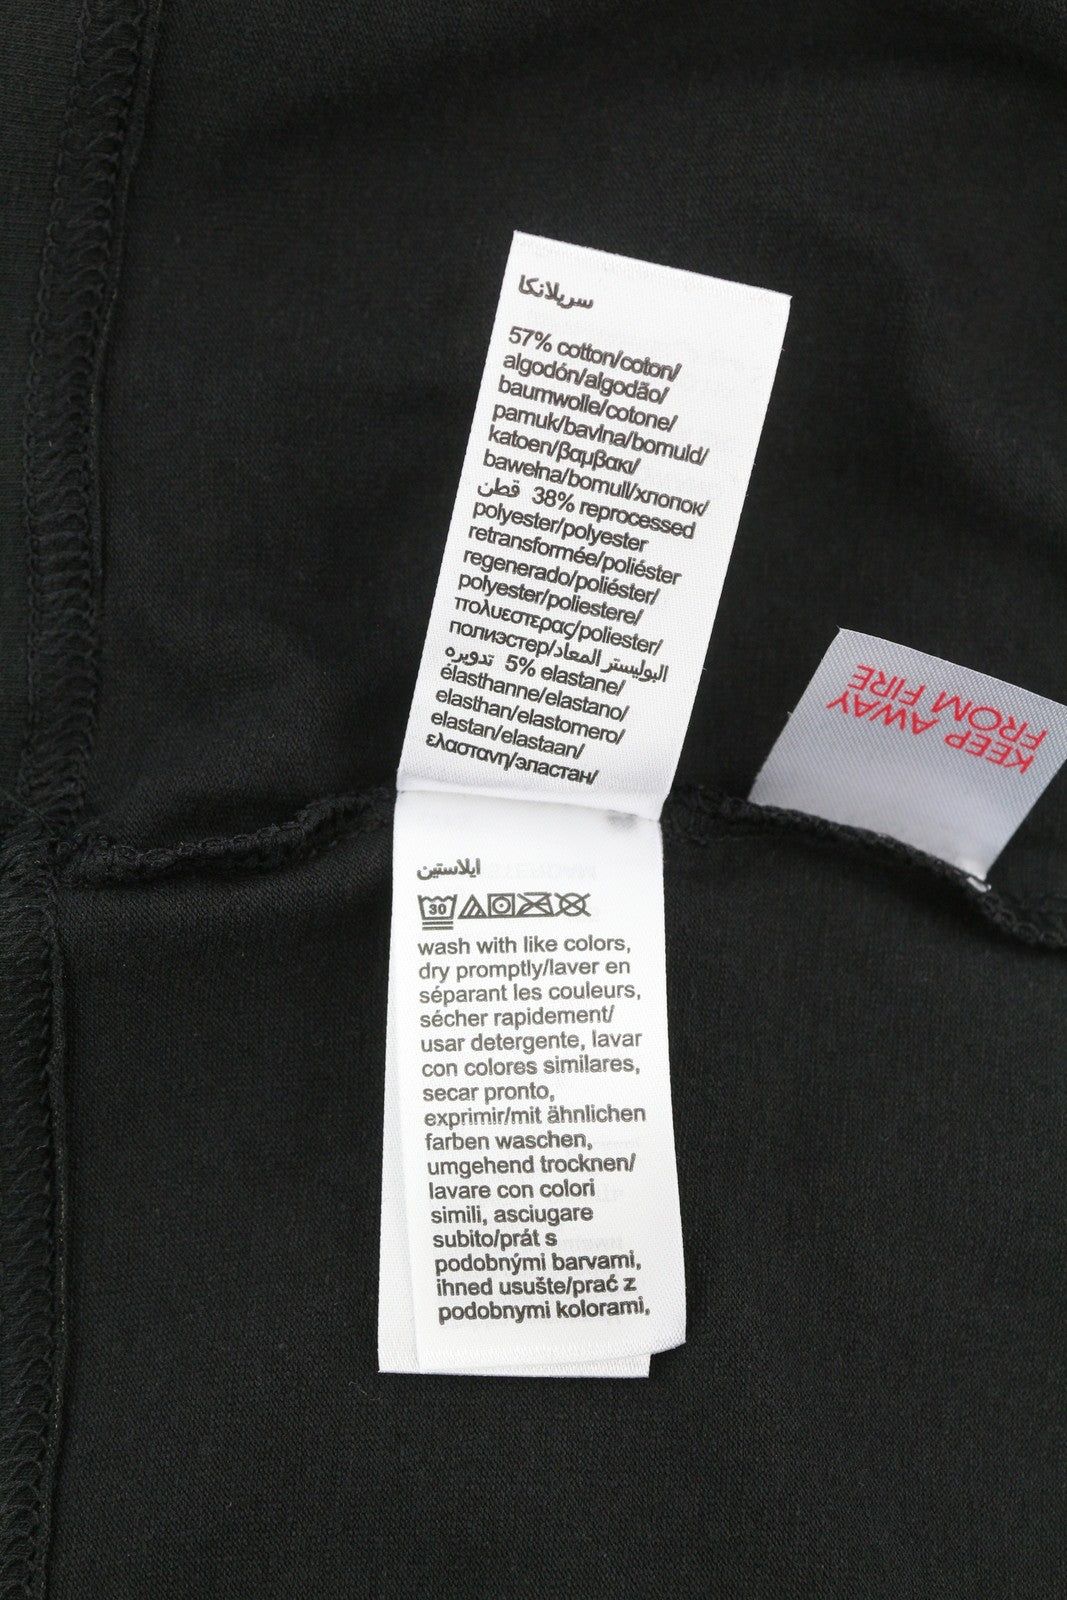 سريلانكا
57% cotton/coton/
algodón/algodão/
baumwolle/cotone/
pamuk/bavlna/bomuld/
katoen/βαμβακι/
bawełna/bomull/хлопок/
قطن 38% reprocessed
polyester/polyester
retransformée/poliéster
regenerado/poliéster/
polyester/poliestere/
πολυεστερας/poliester/
полиэстер/البوليستر المعاد
تدويره 5% elastane/
élasthanne/elastano/
elasthan/elastomero/
elastan/elastaan/
ελαστανη/эластан/
ايلاستين
30
wash with like colors,
dry promptly/laver en
séparant les couleurs,
sécher rapidement/
usar detergente, lavar
con colores similares,
secar pronto,
exprimir/mit ähnlichen
farben waschen,
umgehend trocknen/
lavare con colori
simili, asciugare
subito/prát s
podobnými barvami,
ihned usušte/prać z
podobnymi kolorami,
KEEP AWAY
FROM FIRE